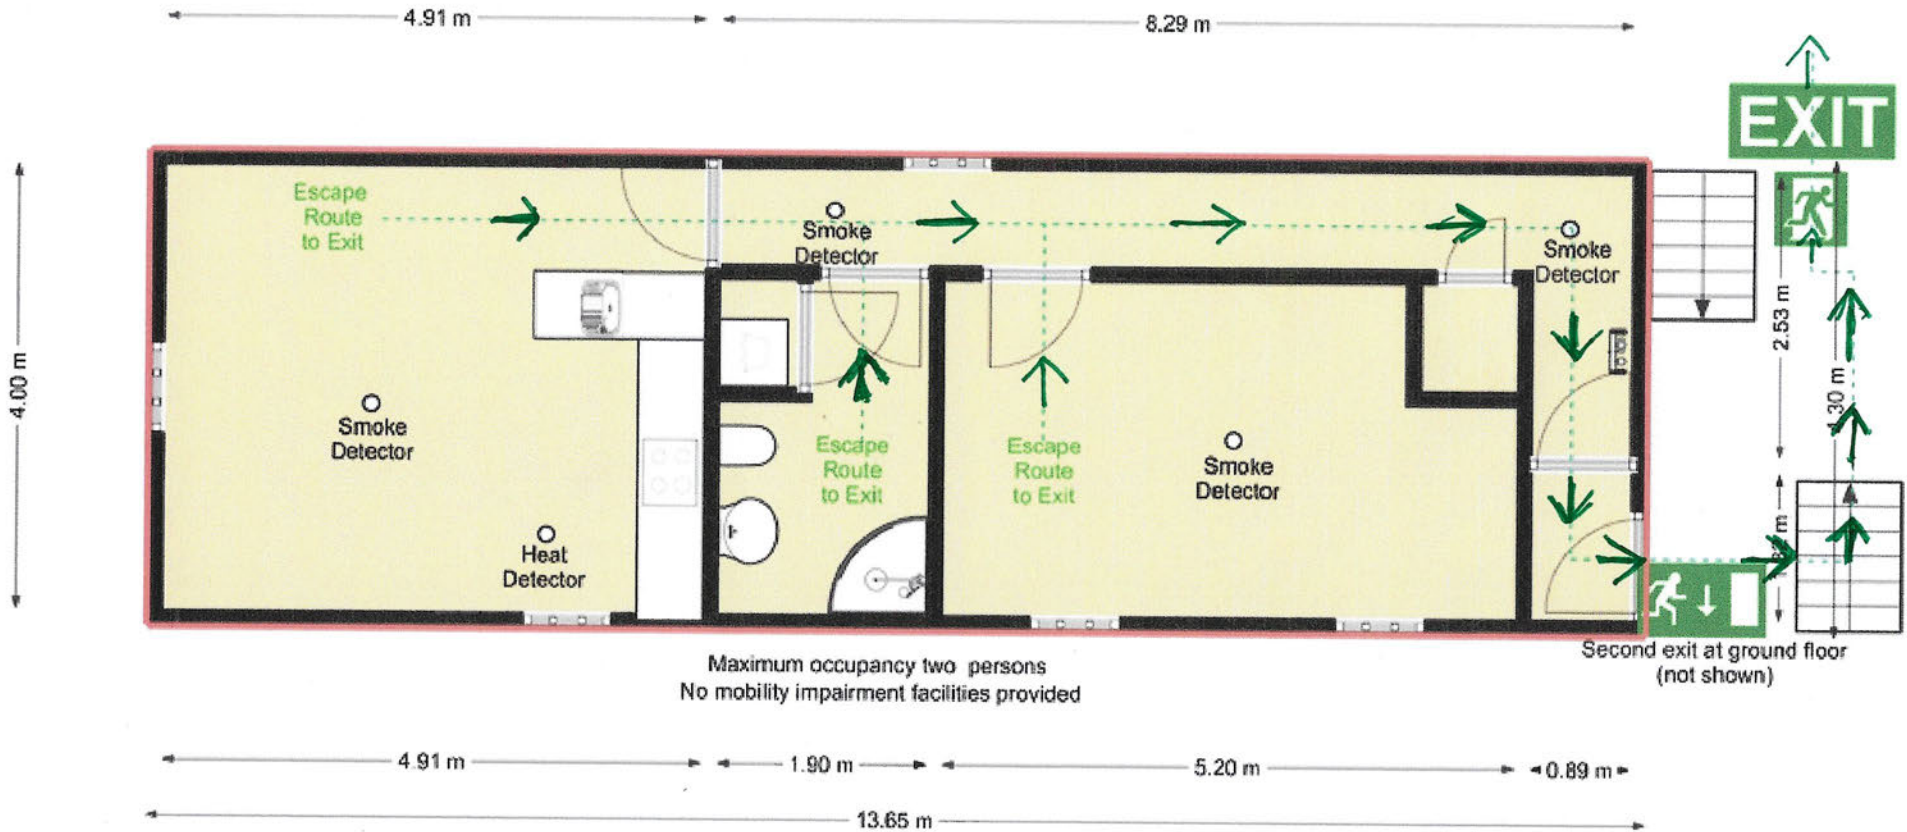 4.91 m
8.29 m
EXIT
Escape
Route
to Exit
Smoke
Detector
Smoke
Detector
4.00 m
2.53 m
Smoke
Detector
Escape
Route
to Exit
Escape
Route
to Exit
Smoke
Detector
Heat
Detector
Second exit at ground floor
(not shown)
Maximum occupancy two persons
No mobility impairment facilities provided
4.91 m
1.90 m
5.20 m
0.89 m
13.65 m